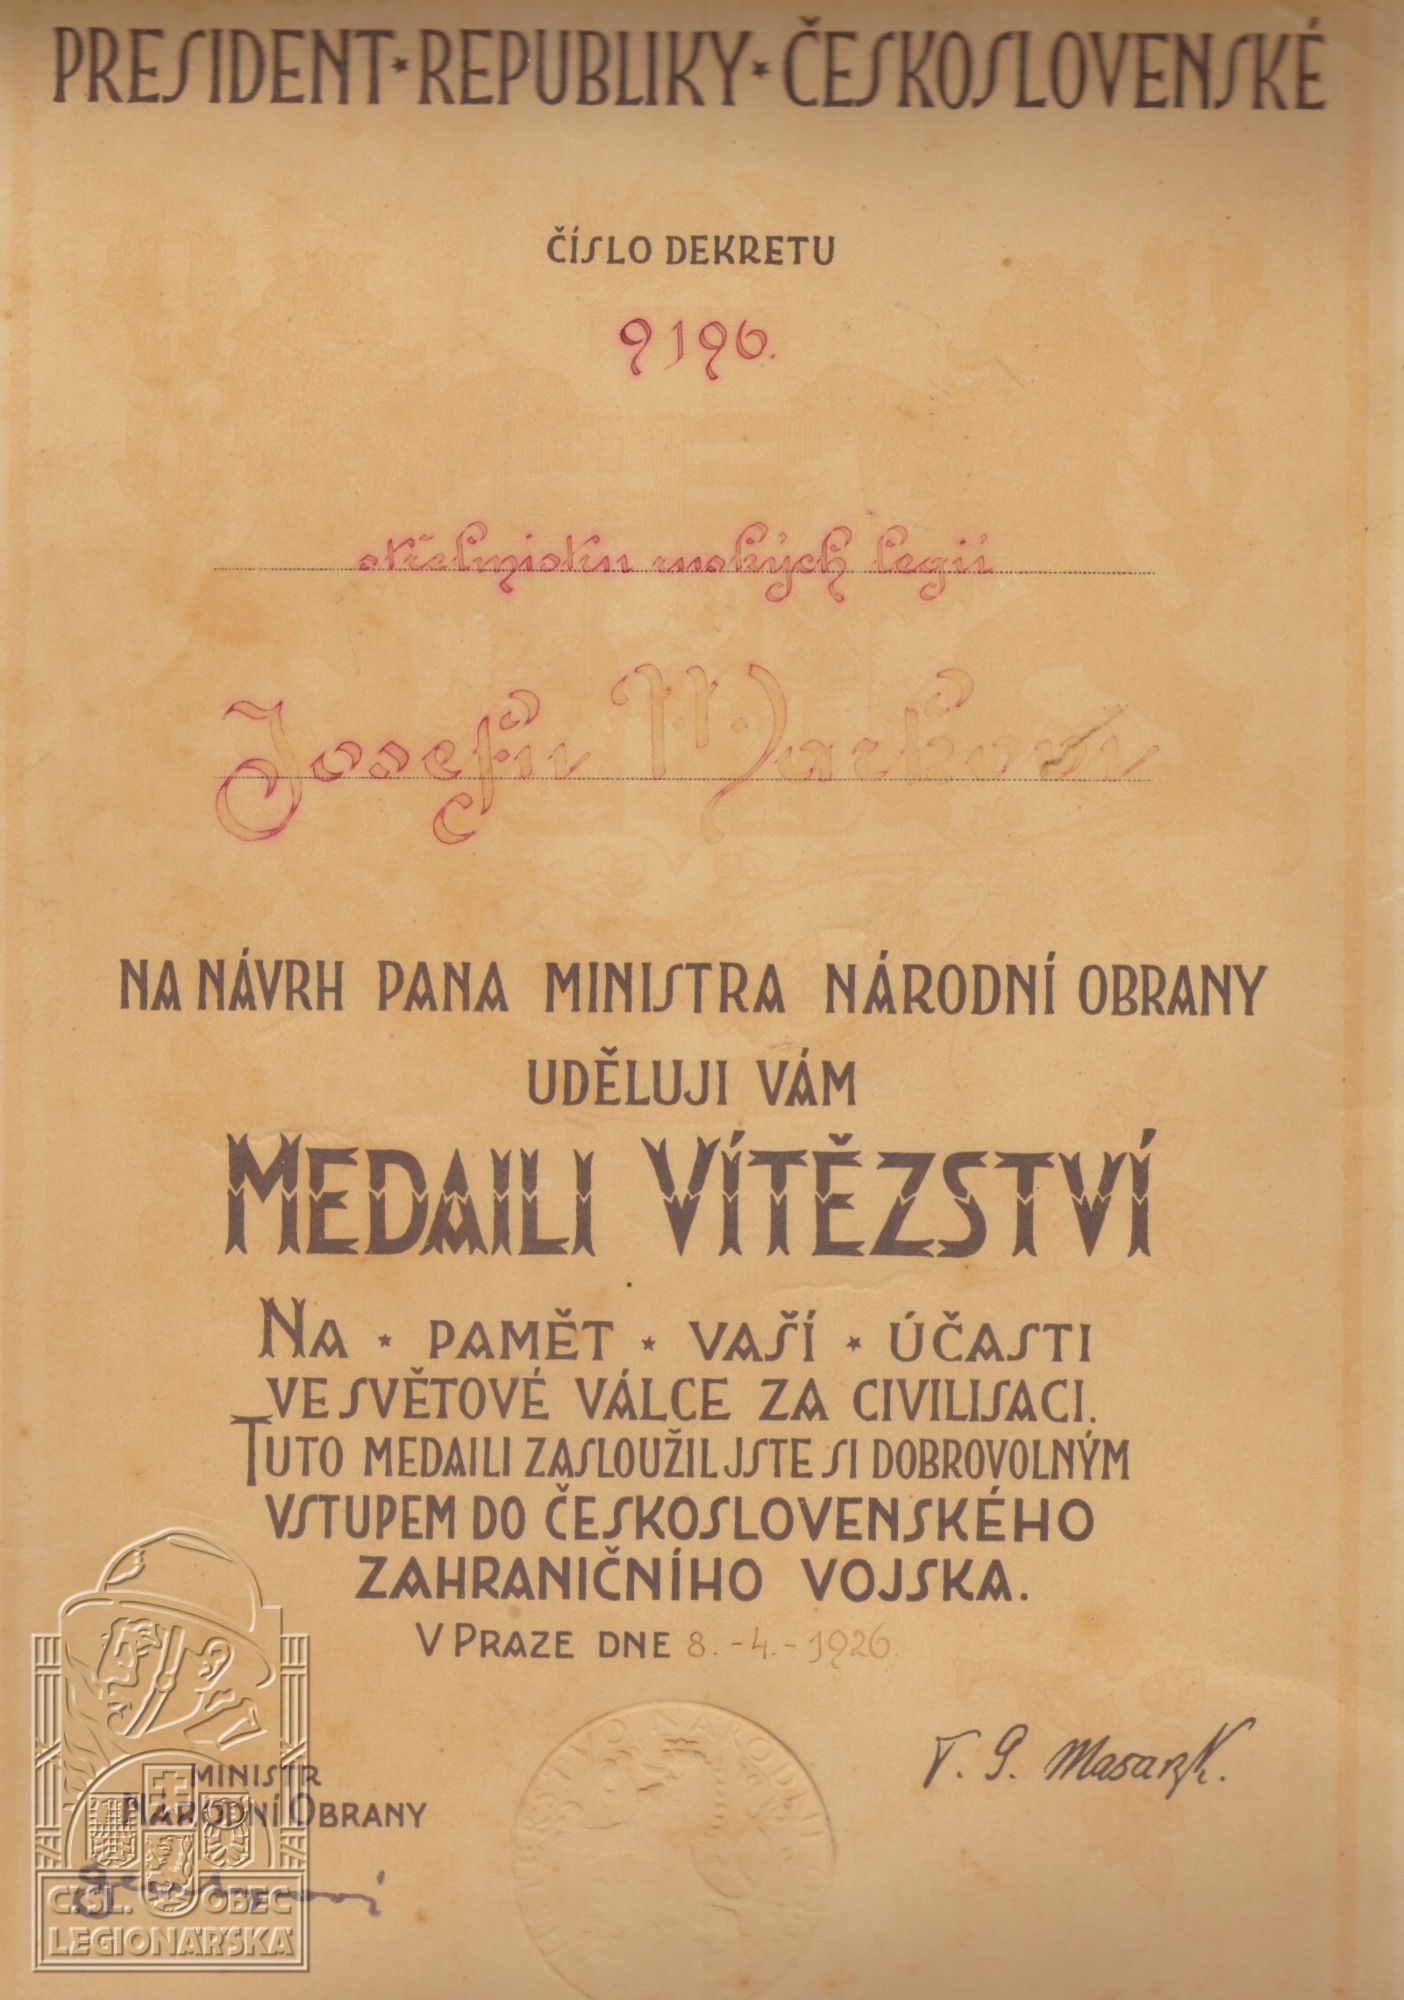 PRESIDENT ★ REPUBLIKY ★ ČESKOSLOVENSKÉ
ČÍSLO DEKRETU
9196.
střelníku ruských legií
Josefu
NA NÁVRH PANA MINISTRA NÁRODNÍ OBRANY
UDĚLUJI VÁM
MEDAILI VÍTĚZSTVÍ
NA ★ PAMĚT ★ VAŠÍ ★ ÚČASTI
VE SVĚTOVÉ VÁLCE ZA CIVILISACI.
TUTO MEDAILI ZASLOUŽIL JSTE SI DOBROVOLNÝM
VSTUPEM DO ČESKOSLOVENSKÉHO
ZAHRANIČNÍHO VOJSKA.
V PRAZE DNE 8.-4.-1926.
T. G. Masaryk.
MINISTR
NÁRODNÍ OBRANY
ČSL. OBEC
LEGIONÁŘSKÁ